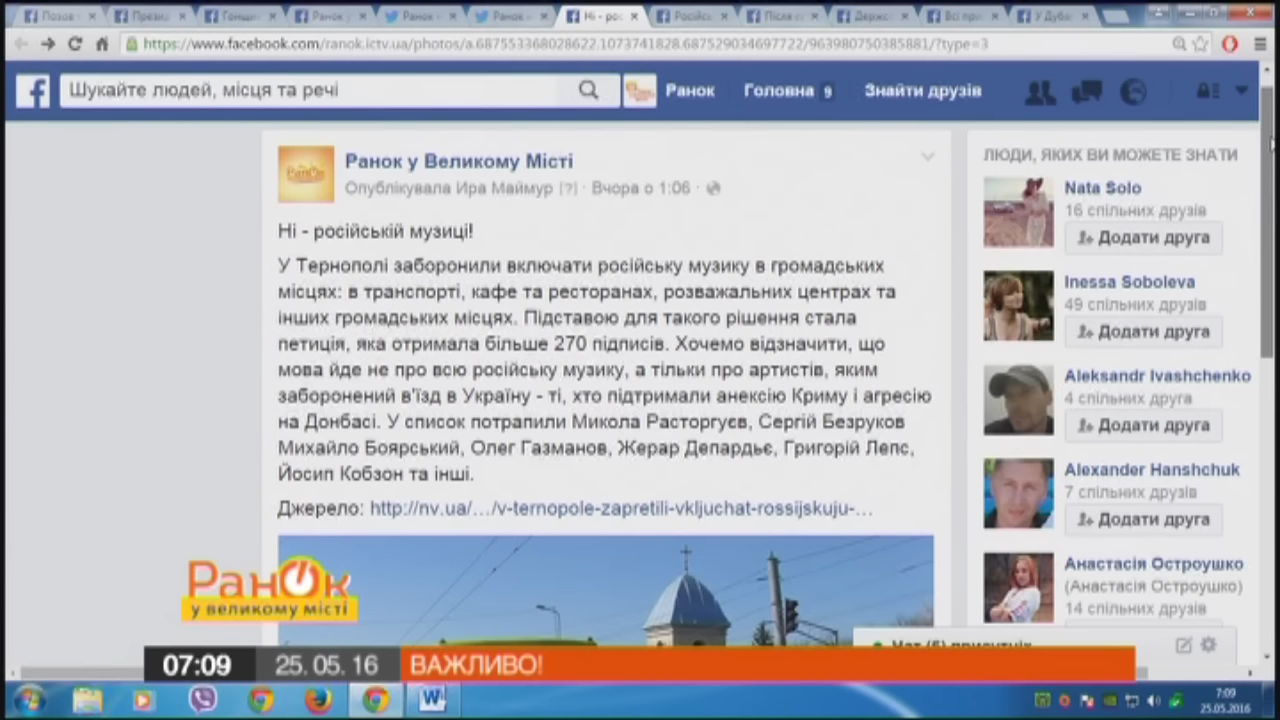 https://www.facebook.com/ranok.ictv.ua/photos/a.687553368028622.1073741828.687529034697722/963980750385881/?type=3
Шукайте людей, місця та речі
Ранок
Головна 9
Знайти друзів
Ранок у Великому Місті
Опублікувала Ира Маймур [?] · Вчора о 1:06 ·
Ні - російській музиці!
У Тернополі заборонили включати російську музику в громадських
місцях: в транспорті, кафе та ресторанах, розважальних центрах та
інших громадських місцях. Підставою для такого рішення стала
петиція, яка отримала більше 270 підписів. Хочемо відзначити, що
мова йде не про всю російську музику, а тільки про артистів, яким
заборонений в'їзд в Україну - ті, хто підтримали анексію Криму і агресію
на Донбасі. У список потрапили Микола Расторгуєв, Сергій Безруков
Михайло Боярський, Олег Газманов, Жерар Депардьє, Григорій Лепс,
Йосип Кобзон та інші.
Джерело: http://nv.ua/…/v-ternopole-zapretili-vkljuchat-rossijskuju-…
ЛЮДИ, ЯКИХ ВИ МОЖЕТЕ ЗНАТИ
Nata Solo
16 спільних друзів
Додати друга
Inessa Soboleva
49 спільних друзів
Додати друга
Aleksandr Ivashchenko
4 спільних друга
Додати друга
Alexander Hanshchuk
7 спільних друзів
Додати друга
Анастасія Остроушко
(Анастасія Остроушко)
14 спільних друзів
Ранок
у великому місті
07:09
25. 05. 16
ВАЖЛИВО!
7:09
25.05.2016